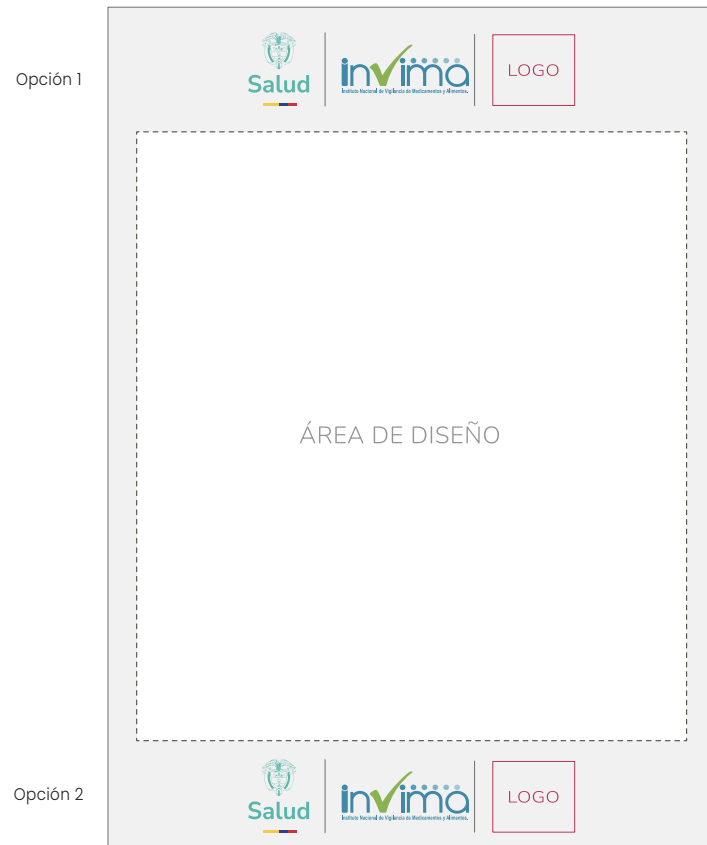 Opción 1
Salud
invima
Instituto Nacional de Vigilancia de Medicamentos y Alimentos.
LOGO
ÁREA DE DISEÑO
Opción 2
Salud
invima
Instituto Nacional de Vigilancia de Medicamentos y Alimentos.
LOGO